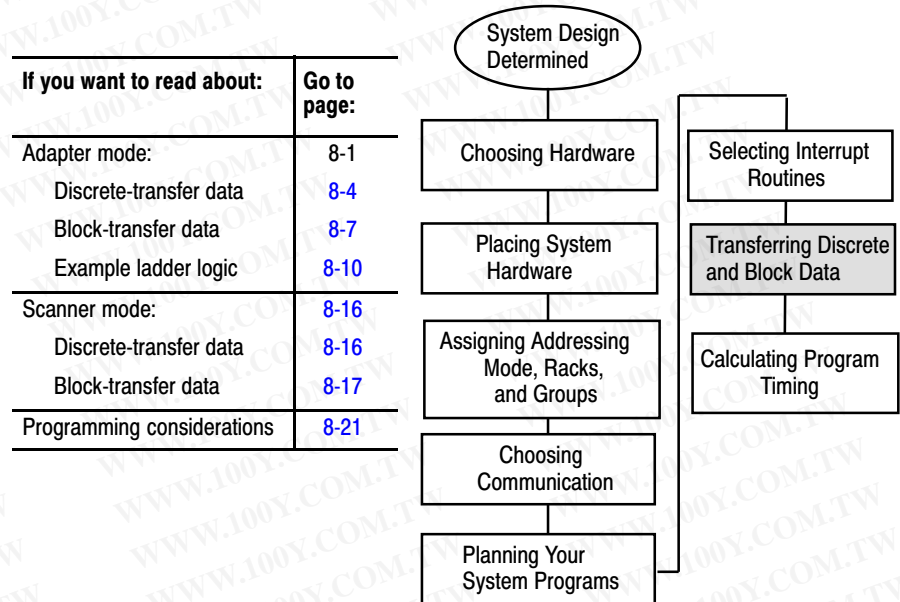 If you want to read about: Go to page:
Adapter mode: 8-1
Discrete-transfer data 8-4
Block-transfer data 8-7
Example ladder logic 8-10
Scanner mode: 8-16
Discrete-transfer data 8-16
Block-transfer data 8-17
Programming considerations 8-21
System Design
Determined
Choosing Hardware
Placing System
Hardware
Assigning Addressing
Mode, Racks,
and Groups
Choosing
Communication
Planning Your
System Programs
Selecting Interrupt
Routines
Transferring Discrete
and Block Data
Calculating Program
Timing
WWW.100Y.COM.TW